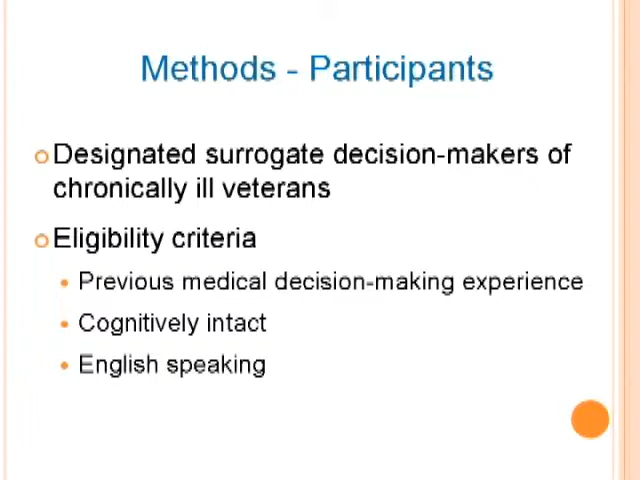 Methods - Participants
Designated surrogate decision-makers of
chronically ill veterans
Eligibility criteria
Previous medical decision-making experience
Cognitively intact
English speaking